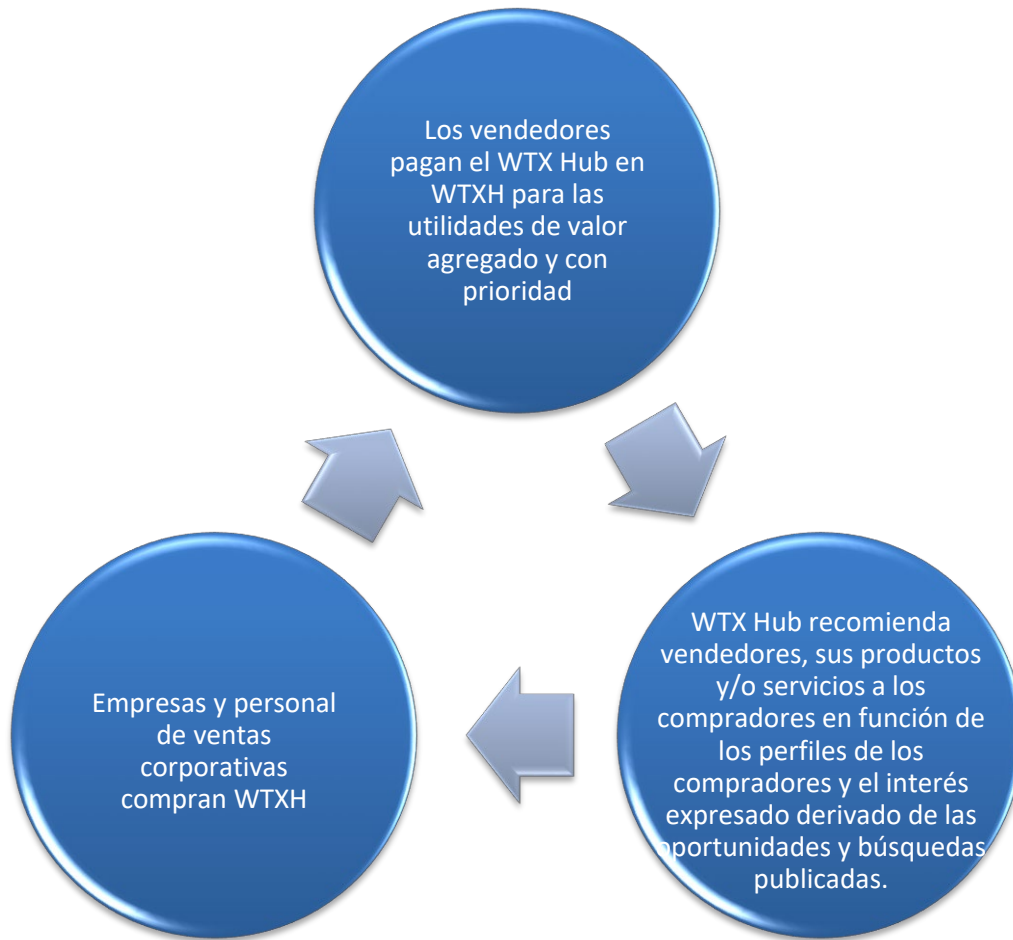 Los vendedores
pagan el WTX Hub en
WTXH para las
utilidades de valor
agregado y con
prioridad
WTX Hub recomienda
vendedores, sus productos
y/o servicios a los
compradores en función de
los perfiles de los
compradores y el interés
expresado derivado de las
oportunidades y búsquedas
publicadas.
Empresas y personal
de ventas
corporativas
compran WTXH